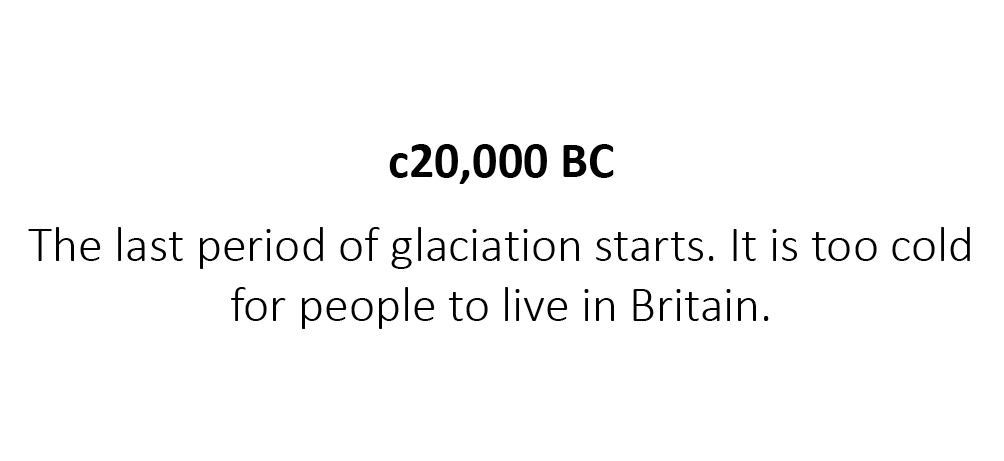 c20,000 BC
The last period of glaciation starts. It is too cold
for people to live in Britain.